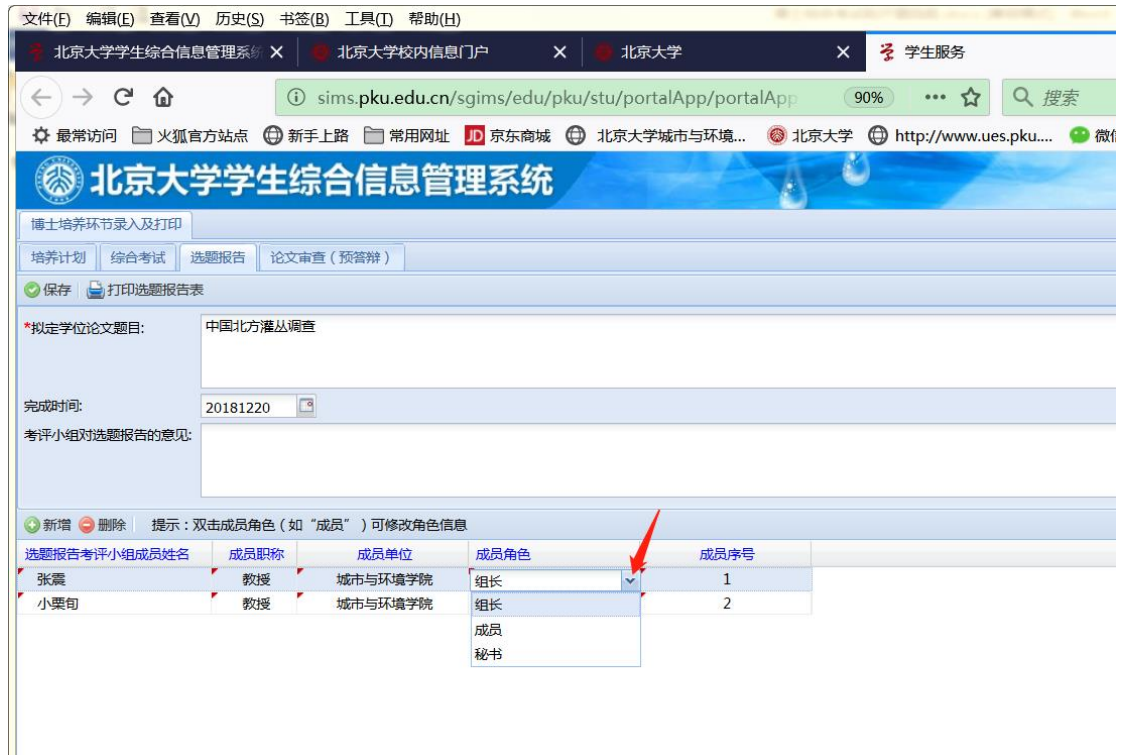 文件(F) 编辑(E) 查看(V) 历史(S) 书签(B) 工具(T) 帮助(H)
北京大学学生综合信息管理系统 北京大学校内信息门户 北京大学 学生服务
sims.pku.edu.cn/sgims/edu/pku/stu/portalApp/portalApp 90% ••• 搜索
最常访问 火狐官方站点 新手上路 常用网址 JD 京东商城 北京大学城市与环境... 北京大学 http://www.ues.pku.... 微信
北京大学学生综合信息管理系统
博士培养环节录入及打印
培养计划 综合考试 选题报告 论文审查（预答辩）
保存 打印选题报告表
*拟定学位论文题目: 中国北方灌丛调查
完成时间: 20181220
考评小组对选题报告的意见:
新增 删除 提示：双击成员角色（如“成员”）可修改角色信息
选题报告考评小组成员姓名 成员职称 成员单位 成员角色 成员序号
张震 教授 城市与环境学院 组长 1
小栗旬 教授 城市与环境学院 组长 2
成员
秘书